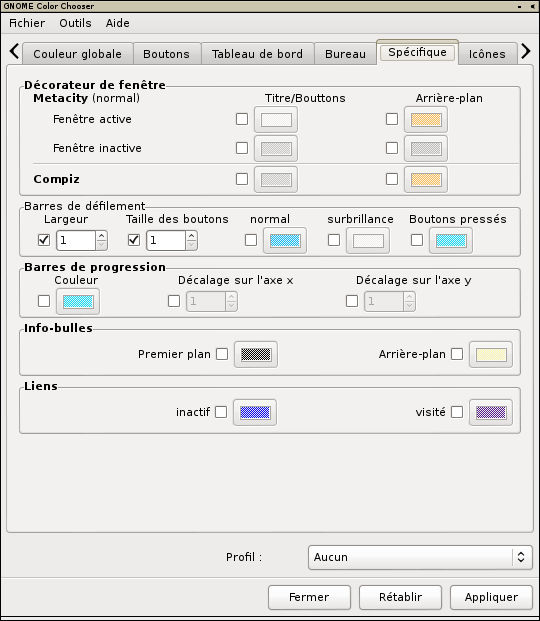 GNOME Color Chooser
Fichier Outils Aide
Couleur globale Boutons Tableau de bord Bureau Spécifique Icônes
Décorateur de fenêtre
Metacity (normal) Titre/Bouttons Arrière-plan
Fenêtre active
Fenêtre inactive
Compiz
Barres de défilement
Largeur Taille des boutons normal surbrillance Boutons pressés
1 1
Barres de progression
Couleur Décalage sur l'axe x Décalage sur l'axe y
1 1
Info-bulles
Premier plan Arrière-plan
Liens
inactif visité
Profil : Aucun
Fermer Rétablir Appliquer